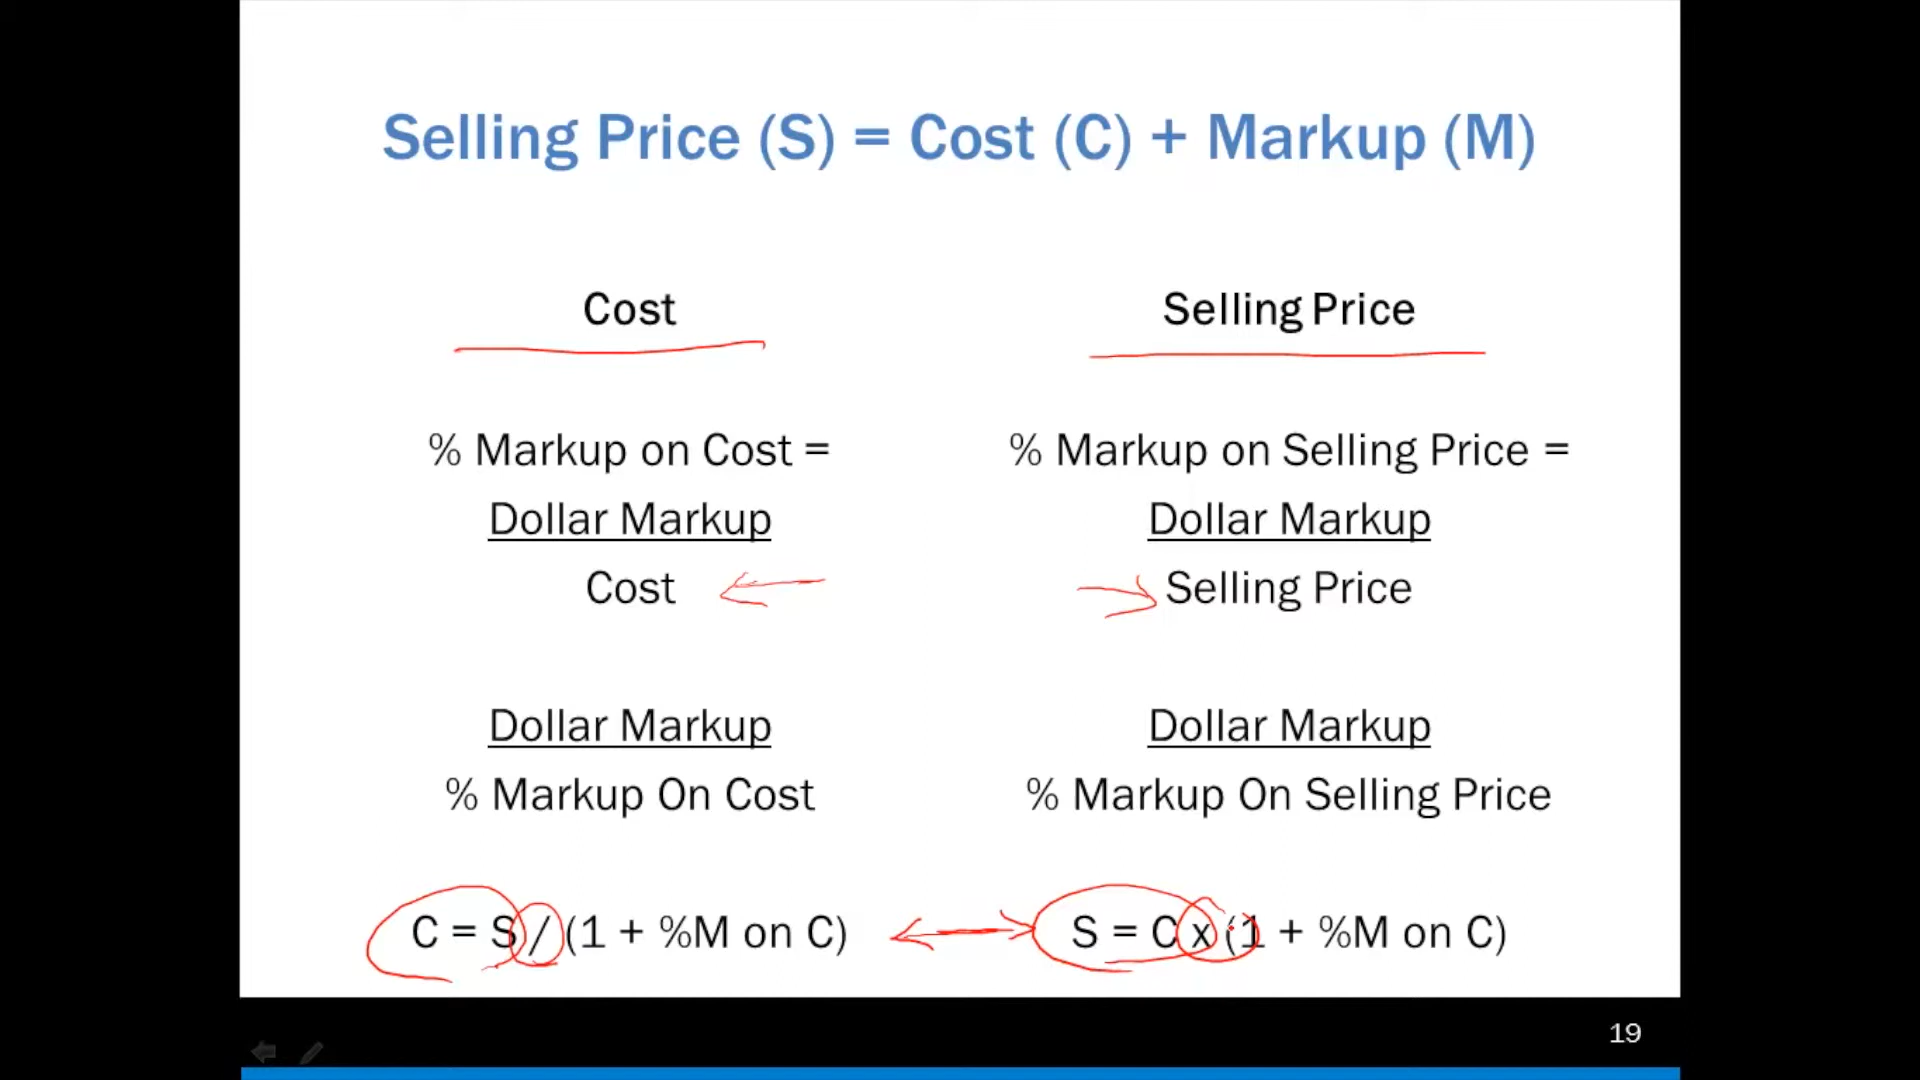 Selling Price (S) = Cost (C) + Markup (M)
Cost
% Markup on Cost =
Dollar Markup
Cost
Dollar Markup
% Markup On Cost
C = S / (1 + %M on C)
Selling Price
% Markup on Selling Price =
Dollar Markup
Selling Price
Dollar Markup
% Markup On Selling Price
S = C x (1 + %M on C)
19